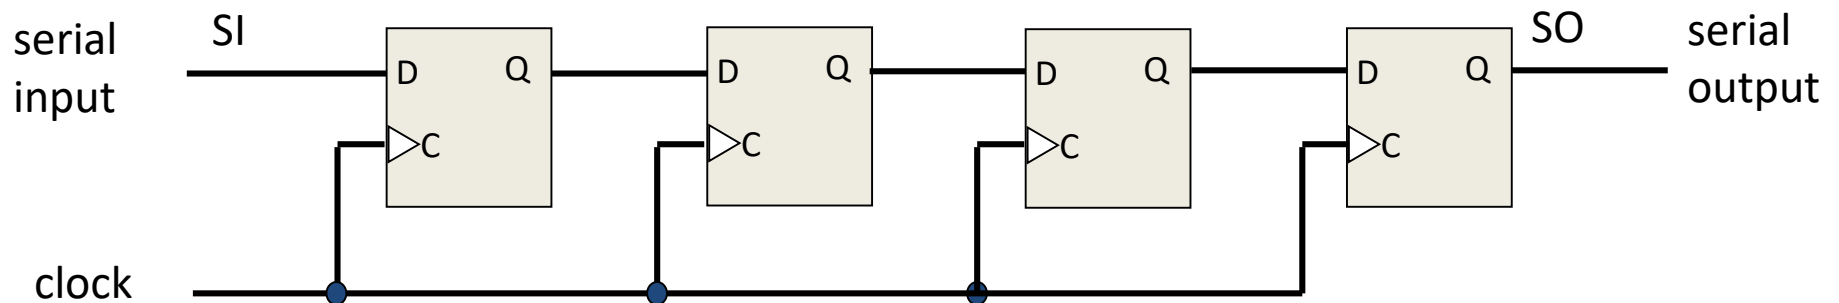 serial
input
SI
D Q
C
D Q
C
D Q
C
D Q
C
SO
serial
output
clock